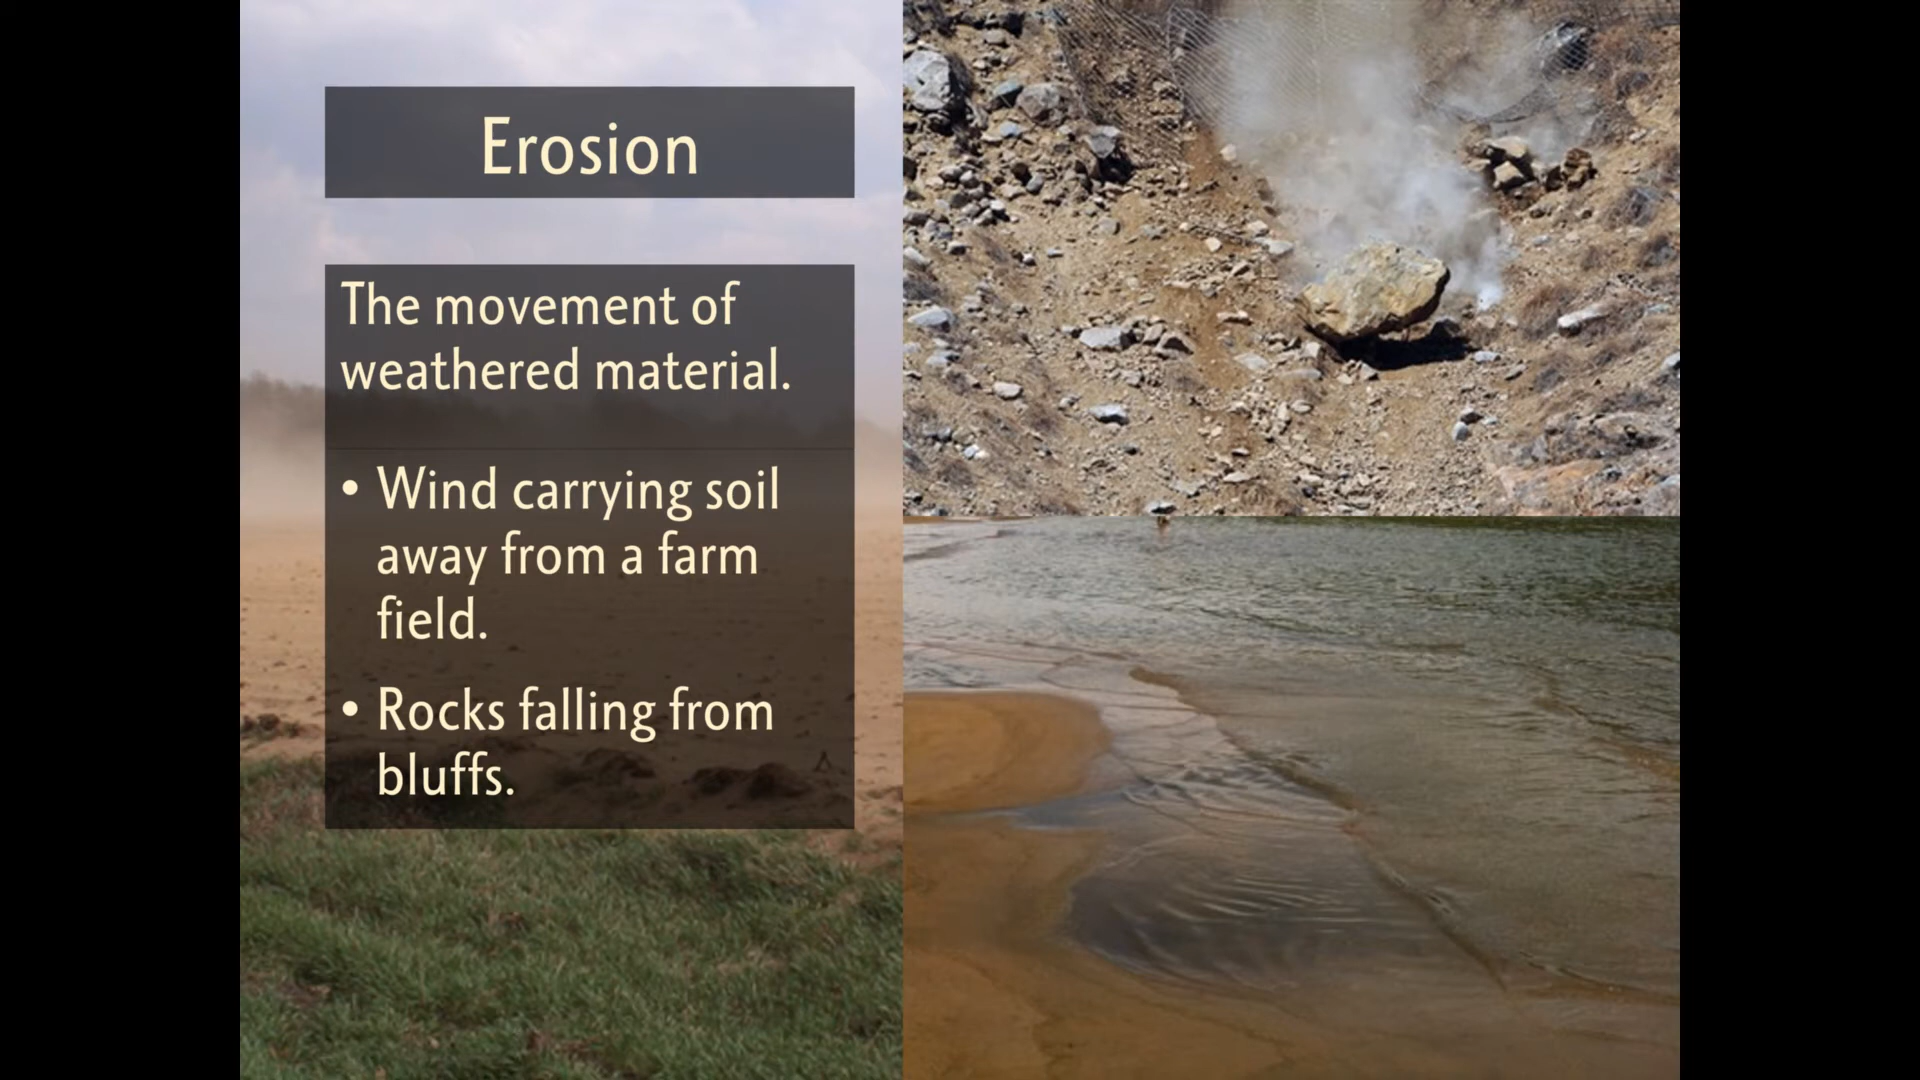 Erosion
The movement of
weathered material.
• Wind carrying soil
away from a farm
field.
• Rocks falling from
bluffs.